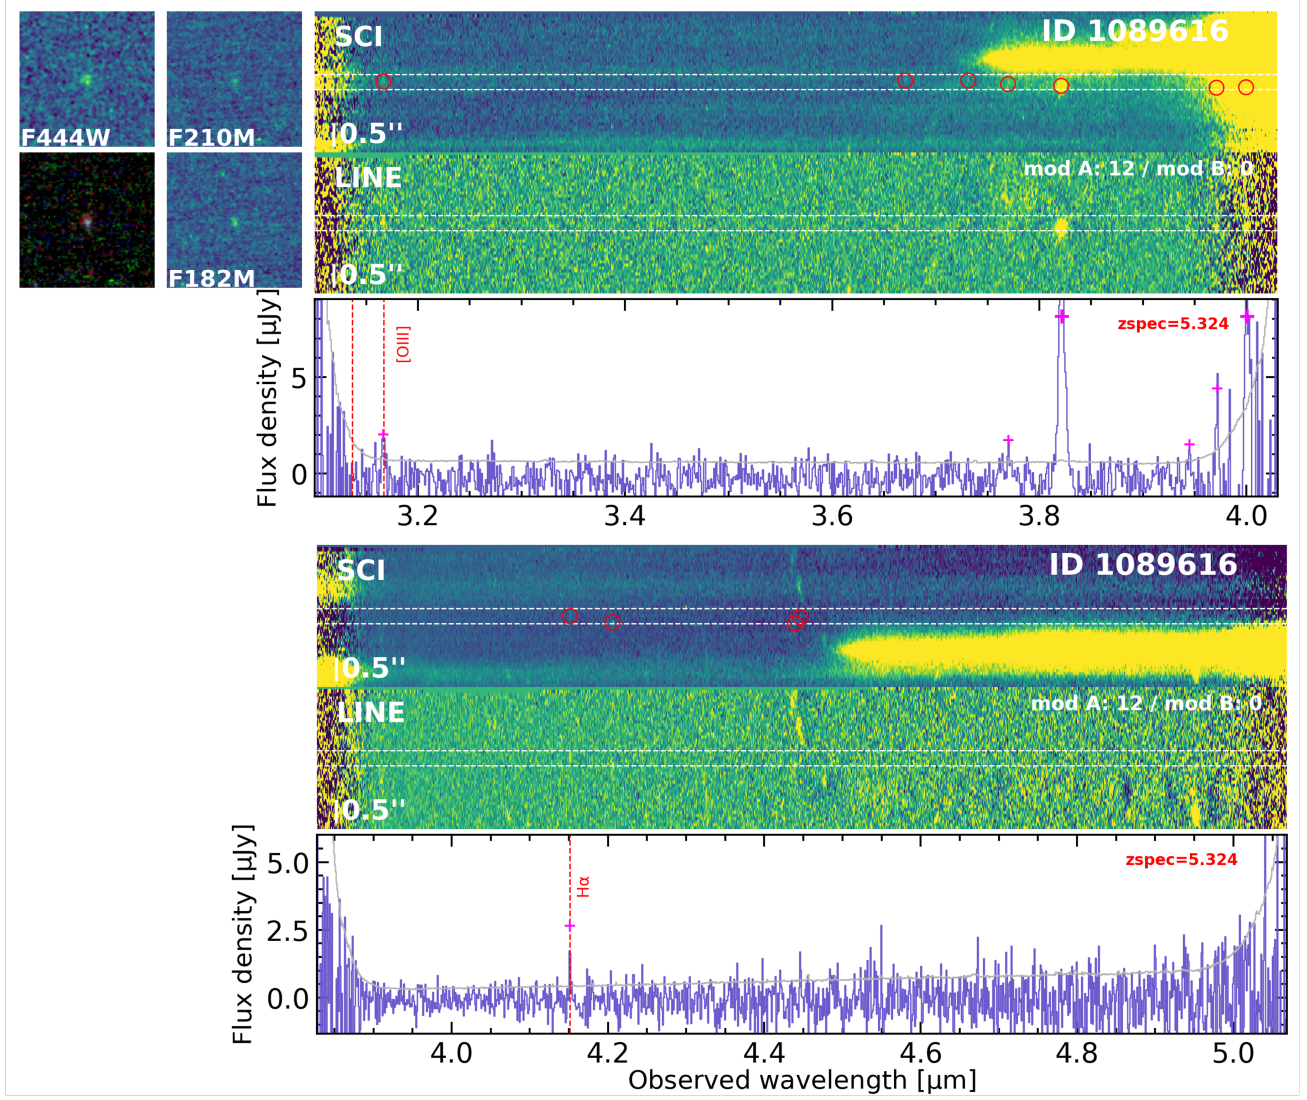 F444W
F210M
F182M
SCI
ID 1089616
0.5''
LINE
mod A: 12 / mod B: 0
0.5''
zspec=5.324
[OIII]
Flux density [μJy]
5
0
3.2
3.4
3.6
3.8
4.0
SCI
ID 1089616
0.5''
LINE
mod A: 12 / mod B: 0
0.5''
zspec=5.324
Hα
Flux density [μJy]
5.0
2.5
0.0
4.0
4.2
4.4
4.6
4.8
5.0
Observed wavelength [μm]